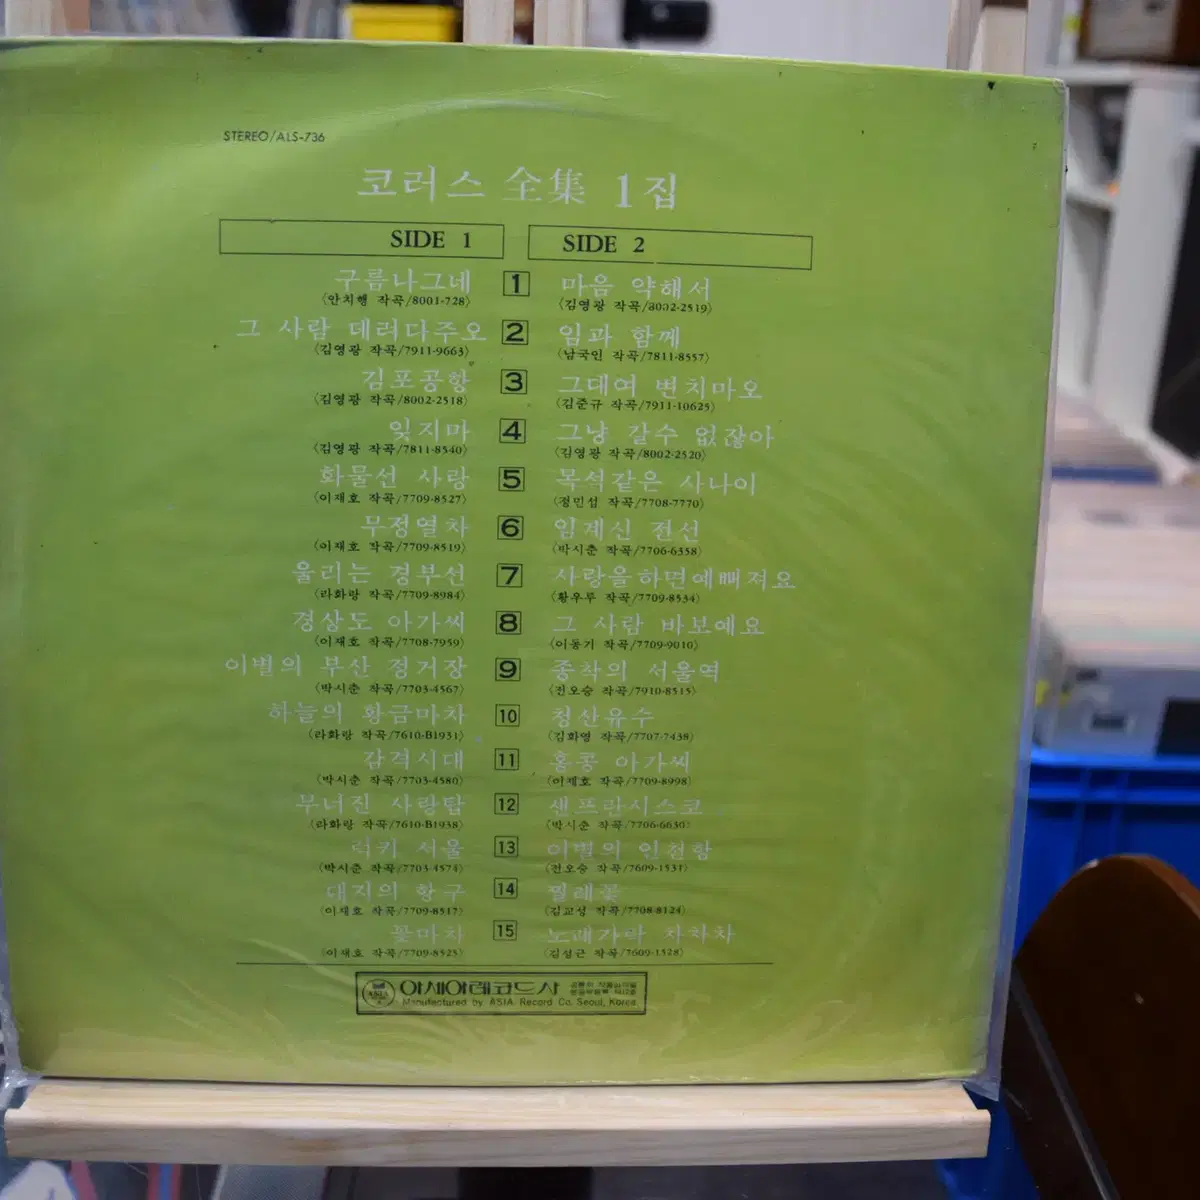 STEREO/ALS-736
코러스 全集 1집
SIDE 1 SIDE 2
구름나그네 1 마음 약해서
〈안치행 작곡/8001-728〉 〈김영광 작곡/8002-2519〉
그 사람 데려다주오 2 임과 함께
〈김영광 작곡/7911-9663〉 〈남국인 작곡/7811-8557〉
김포공항 3 그대여 변치마오
〈김영광 작곡/8002-2518〉 〈김준규 작곡/7911-10625〉
잊지마 4 그냥 갈수 없잖아
〈김영광 작곡/7811-8540〉 〈김영광 작곡/8002-2520〉
화물선 사랑 5 목석같은 사나이
〈이재호 작곡/7709-8527〉 〈정민섭 작곡/7708-7770〉
무정열차 6 임계신 전선
〈이재호 작곡/7709-8519〉 〈박시춘 작곡/7706-6358〉
울리는 경부선 7 사랑을하면예뻐져요
〈라화랑 작곡/7709-8984〉 〈황우루 작곡/7709-8534〉
경상도 아가씨 8 그 사람 바보예요
〈이재호 작곡/7708-7959〉 〈이동기 작곡/7709-9010〉
이별의 부산 정거장 9 종착의 서울역
〈박시춘 작곡/7703-4567〉 〈전오승 작곡/7910-8515〉
하늘의 황금마차 10 청산유수
〈라화랑 작곡/7610-B1931〉 〈김화영 작곡/7707-7438〉
감격시대 11 홍콩 아가씨
〈박시춘 작곡/7703-4580〉 〈이재호 작곡/7709-8998〉
무너진 사랑탑 12 샌프란시스코
〈라화랑 작곡/7610-B1938〉 〈박시춘 작곡/7706-6630〉
럭키 서울 13 이별의 인천항
〈박시춘 작곡/7703-4574〉 〈전오승 작곡/7609-1531〉
대지의 항구 14 찔레꽃
〈이재호 작곡/7709-8517〉 〈김교성 작곡/7708-8124〉
꽃마차 15 노래가락 차차차
〈이재호 작곡/7709-8525〉 〈김성근 작곡/7609-1528〉
ASIA 아세아레코드사
Manufactured by ASIA Record Co. Seoul, Korea